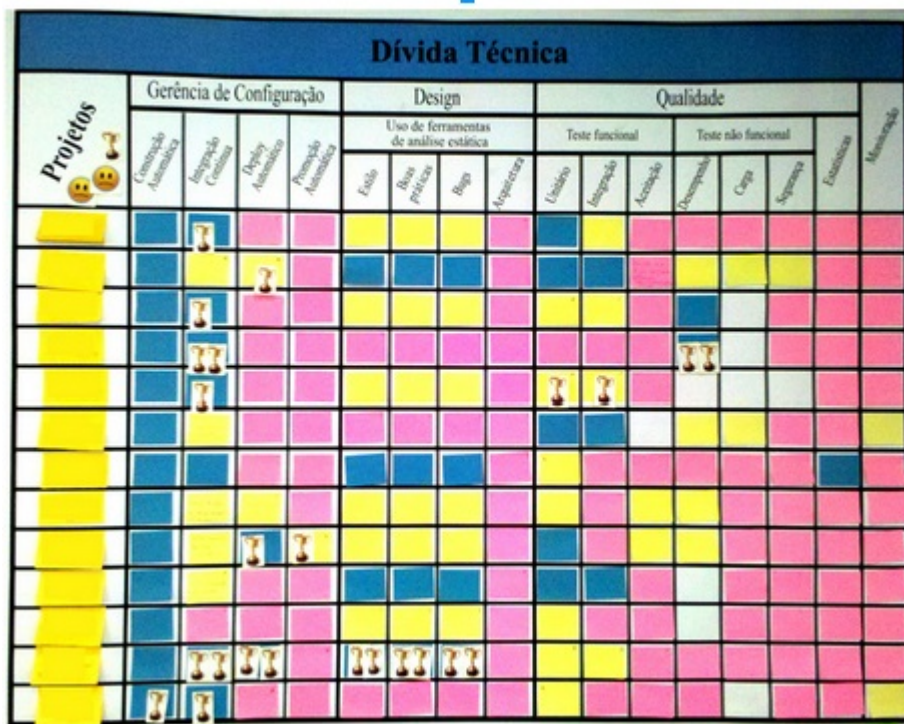 Dívida Técnica
Projetos
Gerência de Configuração
Design
Qualidade
Monitoração
Uso de ferramentas
de análise estática
Teste funcional
Teste não funcional
Construção
Automática
Integração
Contínua
Deploy
Automático
Promoção
Automática
Estilo
Boas
práticas
Bugs
Arquitetura
Unitário
Integração
Aceitação
Desempenho
Carga
Segurança
Estatísticas